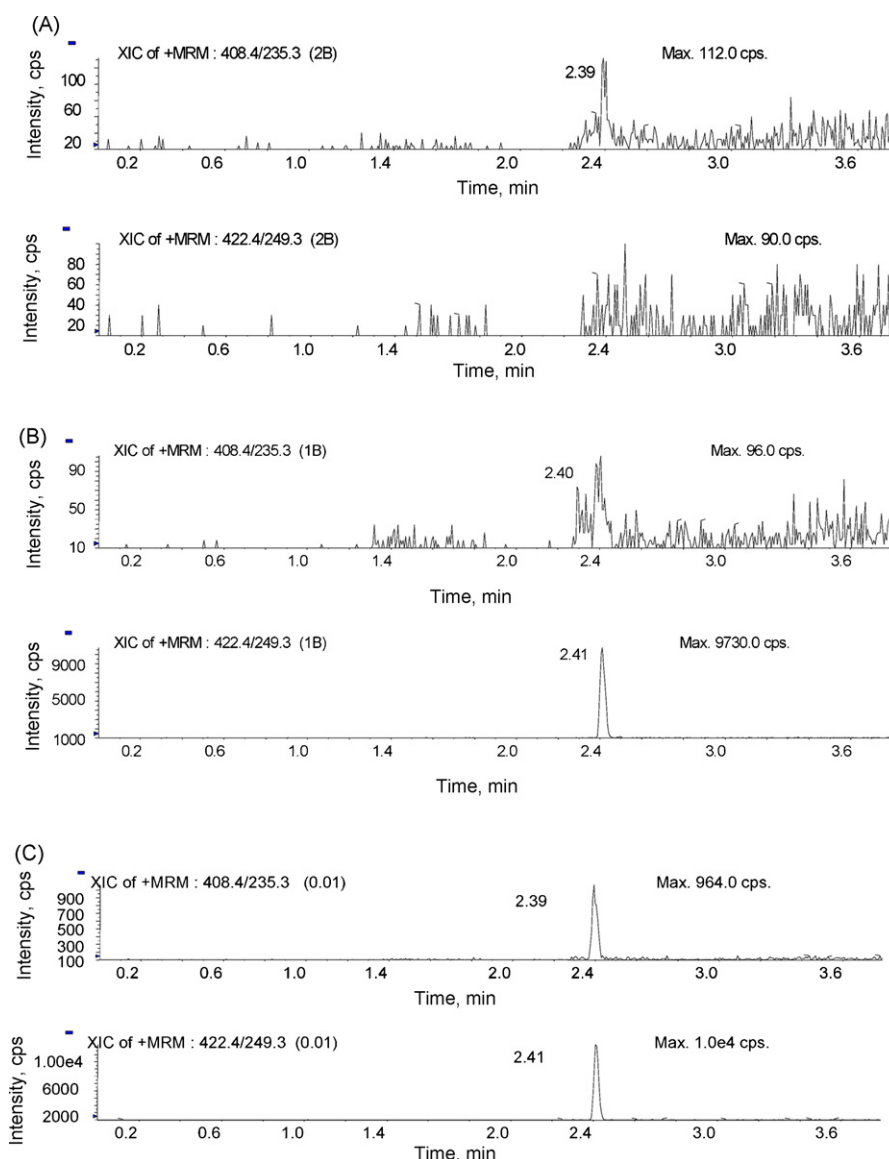 (A)
XIC of +MRM : 408.4/235.3 (2B)
Max. 112.0 cps.
2.39
Intensity, cps
100
60
20
0.2 0.6 1.0 1.4 2.0 2.4 3.0 3.6
Time, min
XIC of +MRM : 422.4/249.3 (2B)
Max. 90.0 cps.
Intensity, cps
80
60
40
20
0.2 0.6 1.0 1.4 2.0 2.4 3.0 3.6
Time, min
(B)
XIC of +MRM : 408.4/235.3 (1B)
Max. 96.0 cps.
2.40
Intensity, cps
90
50
10
0.2 0.6 1.0 1.4 2.0 2.4 3.0 3.6
Time, min
XIC of +MRM : 422.4/249.3 (1B)
Max. 9730.0 cps.
2.41
Intensity, cps
9000
5000
1000
0.2 0.6 1.0 1.4 2.0 2.4 3.0 3.6
Time, min
(C)
XIC of +MRM : 408.4/235.3 (0.01)
Max. 964.0 cps.
2.39
Intensity, cps
900
700
500
300
100
0.2 0.6 1.0 1.4 2.0 2.4 3.0 3.6
Time, min
XIC of +MRM : 422.4/249.3 (0.01)
Max. 1.0e4 cps.
2.41
Intensity, cps
1.00e4
6000
2000
0.2 0.6 1.0 1.4 2.0 2.4 3.0 3.6
Time, min